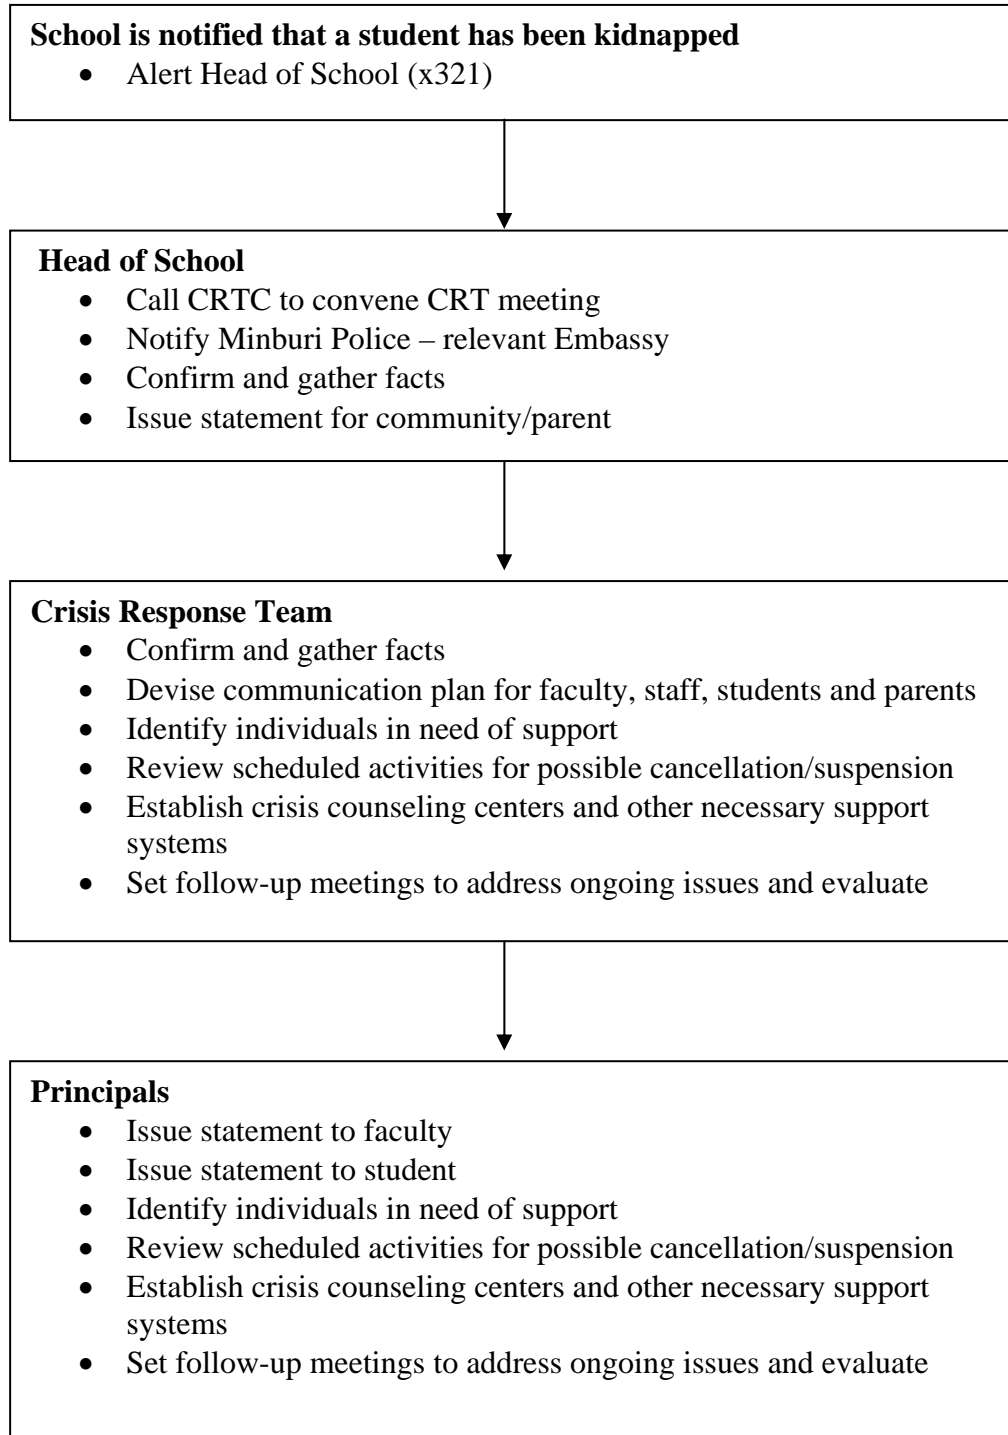 School is notified that a student has been kidnapped
• Alert Head of School (x321)
Head of School
• Call CRTC to convene CRT meeting
• Notify Minburi Police – relevant Embassy
• Confirm and gather facts
• Issue statement for community/parent
Crisis Response Team
• Confirm and gather facts
• Devise communication plan for faculty, staff, students and parents
• Identify individuals in need of support
• Review scheduled activities for possible cancellation/suspension
• Establish crisis counseling centers and other necessary support
systems
• Set follow-up meetings to address ongoing issues and evaluate
Principals
• Issue statement to faculty
• Issue statement to student
• Identify individuals in need of support
• Review scheduled activities for possible cancellation/suspension
• Establish crisis counseling centers and other necessary support
systems
• Set follow-up meetings to address ongoing issues and evaluate